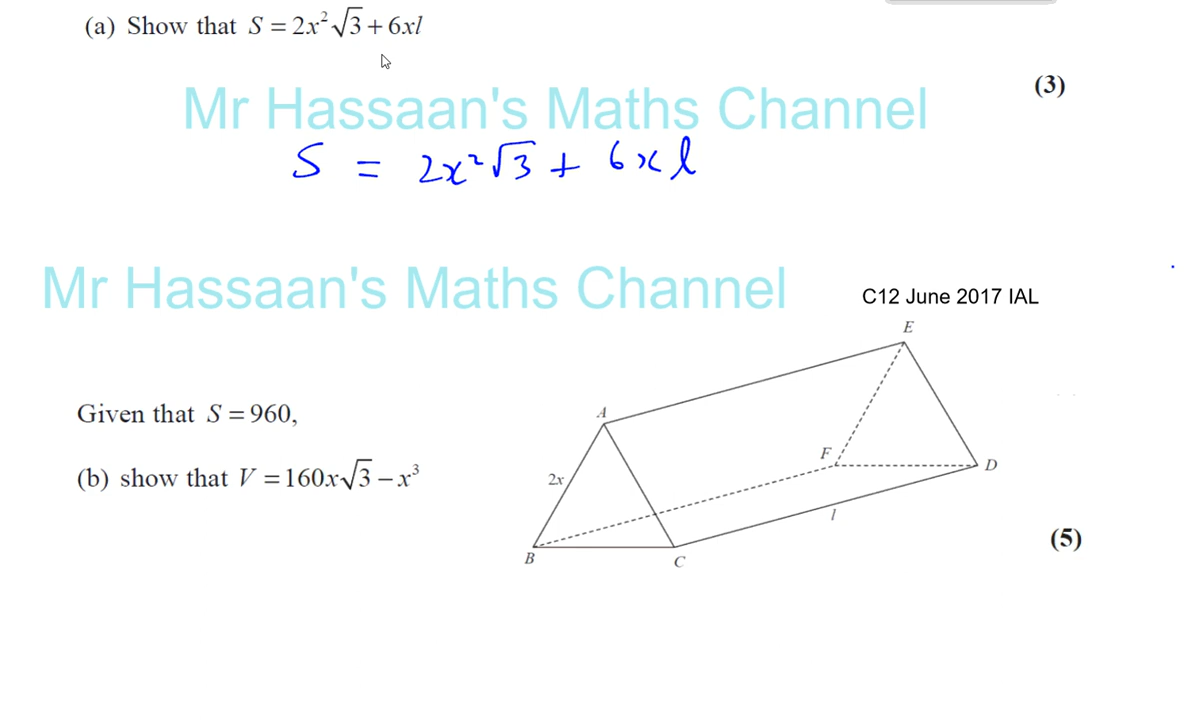 (a) Show that S = 2x²√3 + 6xl
(3)
Mr Hassaan's Maths Channel
S = 2x²√3 + 6xl
Mr Hassaan's Maths Channel
C12 June 2017 IAL
E
Given that S = 960,
A
F
D
(b) show that V = 160x√3 − x³
2x
l
(5)
B
C